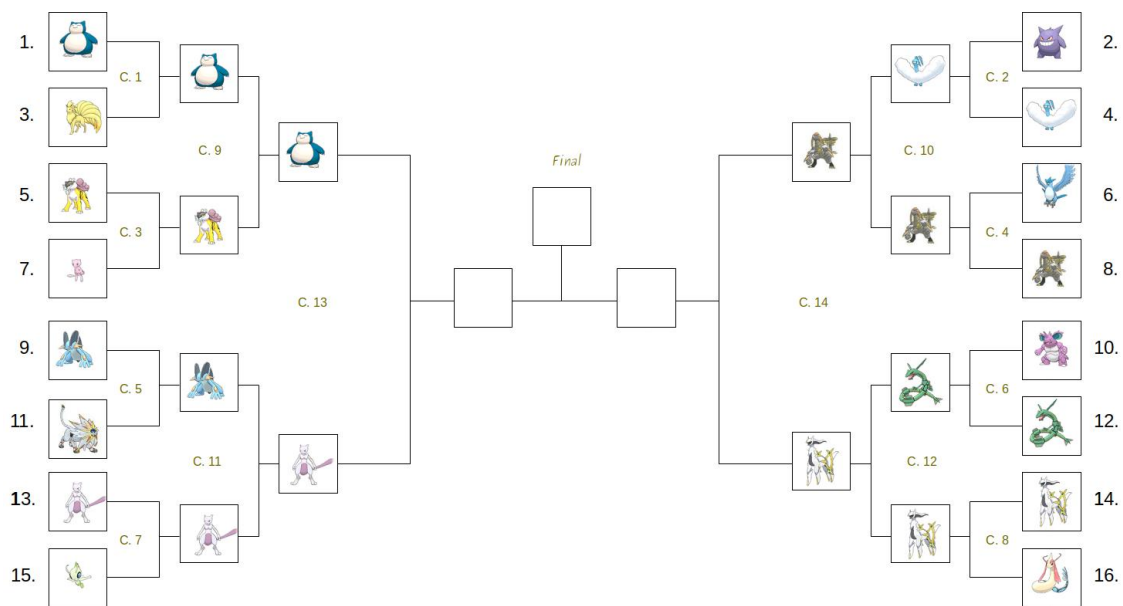 1.
C. 1
3.
C. 9
5.
C. 3
7.
C. 13
9.
C. 5
11.
C. 11
13.
C. 7
15.
Final
2.
C. 2
4.
C. 10
6.
C. 4
8.
C. 14
10.
C. 6
12.
C. 12
14.
C. 8
16.